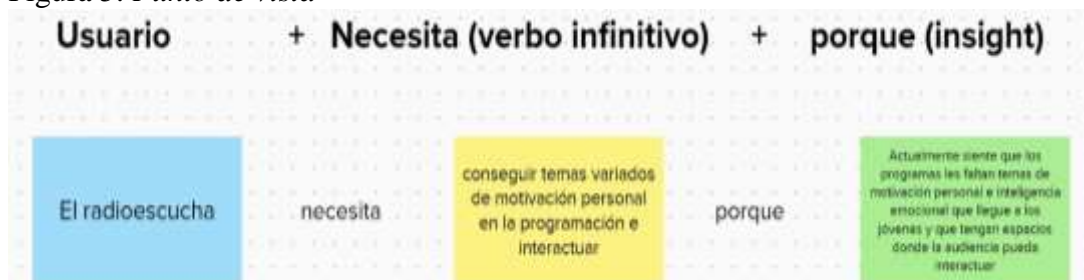 Usuario + Necesita (verbo infinitivo) + porque (insight)
El radioescucha
necesita
conseguir temas variados
de motivación personal
en la programación e
interactuar
porque
Actualmente siente que los
programas les faltan temas de
motivación personal e inteligencia
emocional que llegue a los
jóvenes y que tengan espacios
donde la audiencia pueda
interactuar